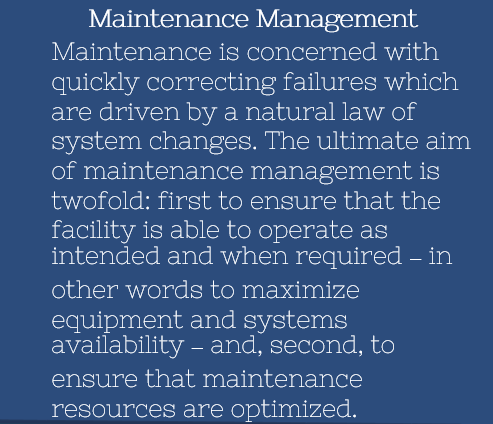 Maintenance Management
Maintenance is concerned with
quickly correcting failures which
are driven by a natural law of
system changes. The ultimate aim
of maintenance management is
twofold: first to ensure that the
facility is able to operate as
intended and when required – in
other words to maximize
equipment and systems
availability – and, second, to
ensure that maintenance
resources are optimized.